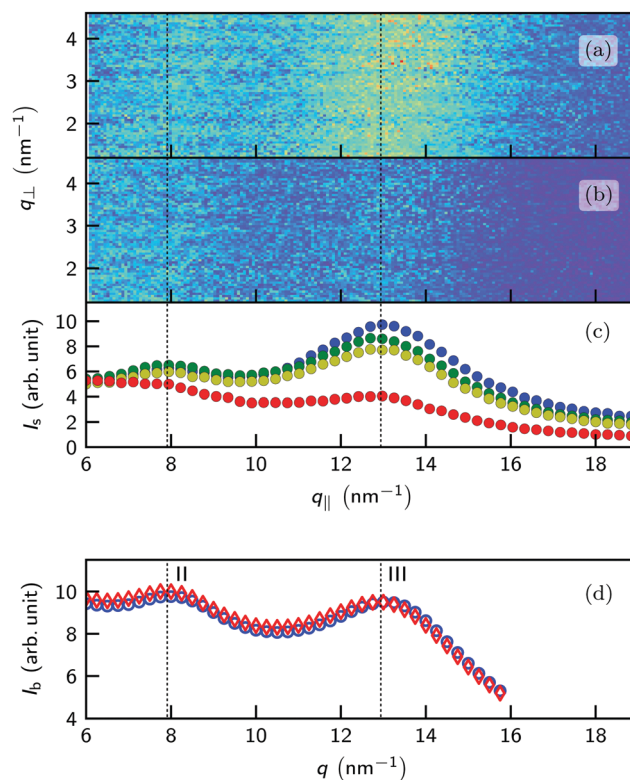 4
3
2
q⊥ (nm⁻¹)
(a)
4
3
2
(b)
10
8
6
4
2
0
Iₛ (arb. unit)
(c)
6 8 10 12 14 16 18
q∥ (nm⁻¹)
II III
(d)
10
8
6
4
I_b (arb. unit)
6 8 10 12 14 16 18
q (nm⁻¹)